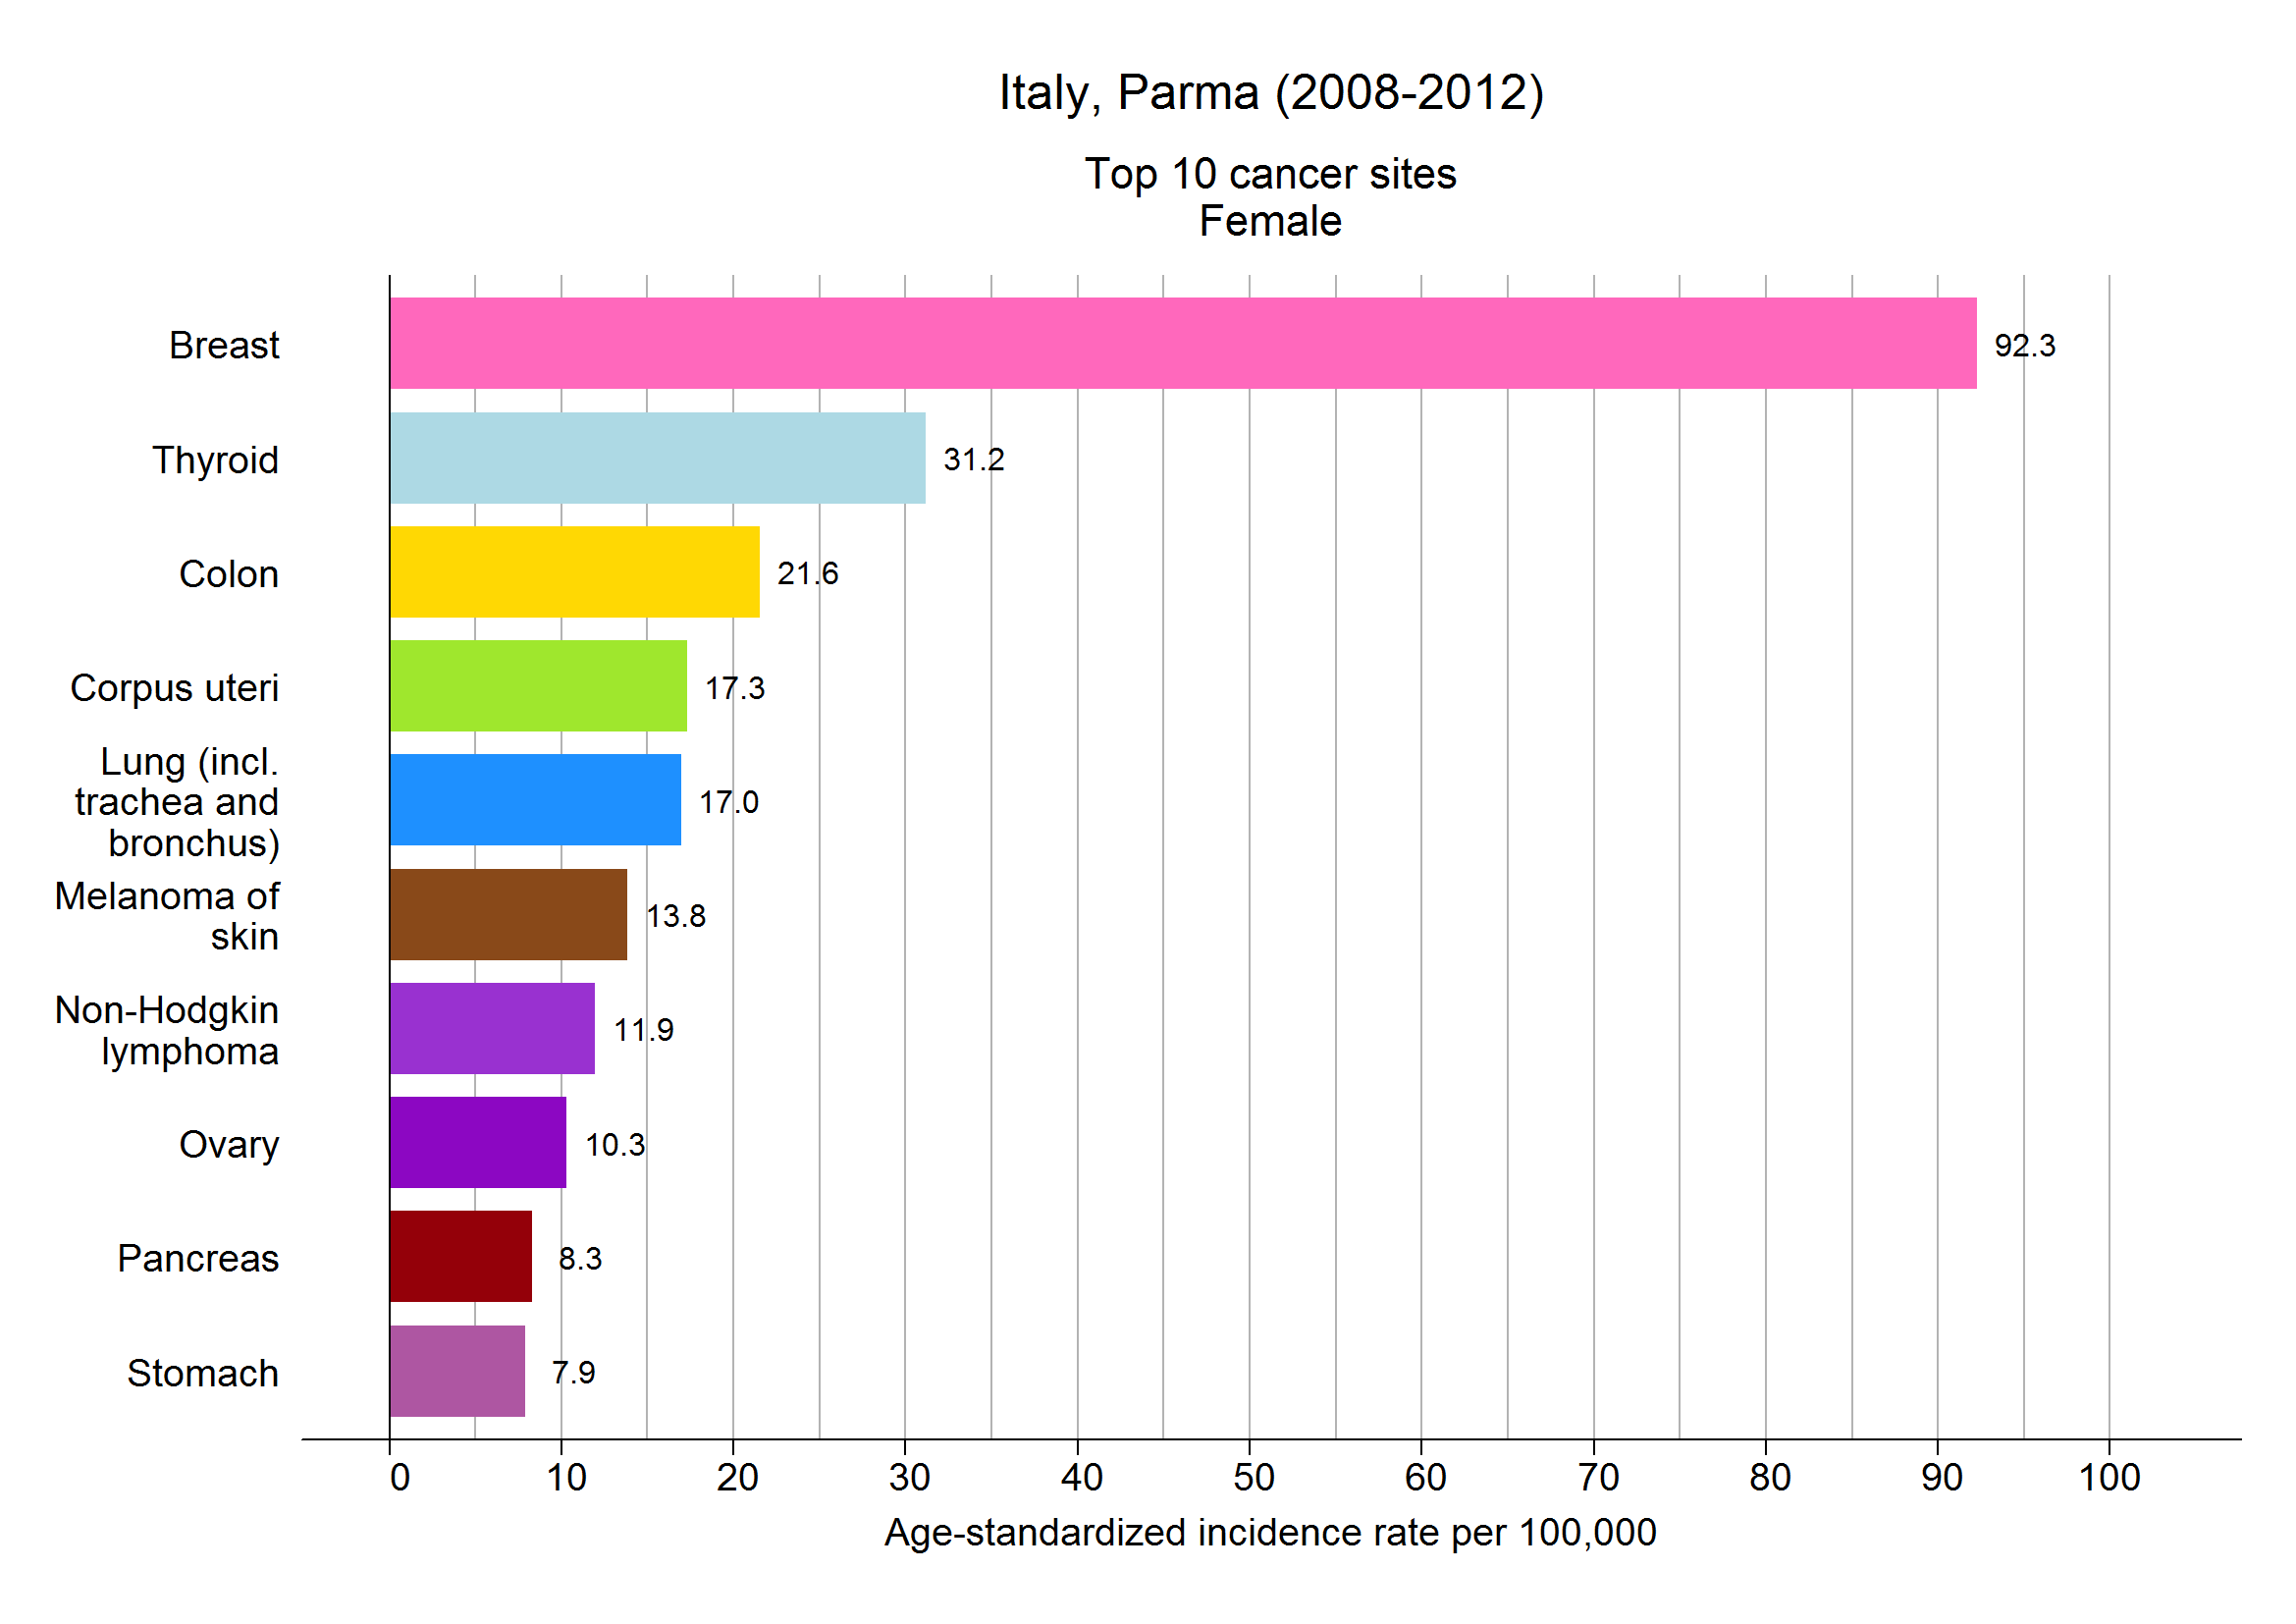 Italy, Parma (2008-2012)
Top 10 cancer sites
Female
Breast
92.3
Thyroid
31.2
Colon
21.6
Corpus uteri
17.3
Lung (incl.
trachea and
bronchus)
17.0
Melanoma of
skin
13.8
Non-Hodgkin
lymphoma
11.9
Ovary
10.3
Pancreas
8.3
Stomach
7.9
0 10 20 30 40 50 60 70 80 90 100
Age-standardized incidence rate per 100,000